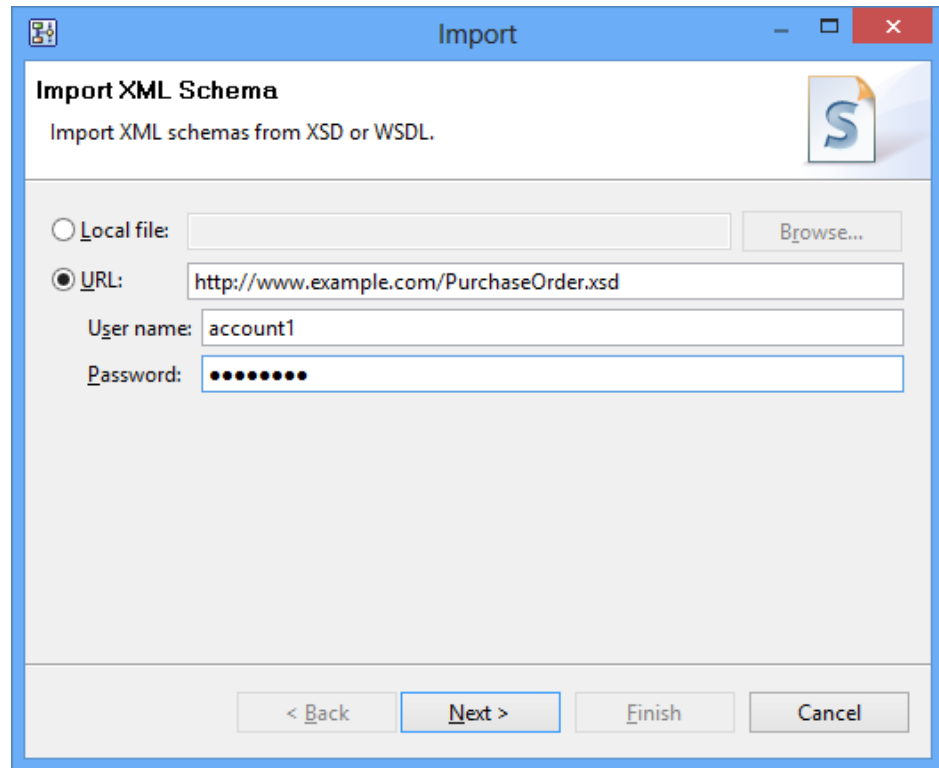 Import
Import XML Schema
Import XML schemas from XSD or WSDL.
S
Local file:
Browse...
URL: http://www.example.com/PurchaseOrder.xsd
User name: account1
Password: ●●●●●●●●
< Back Next > Finish Cancel